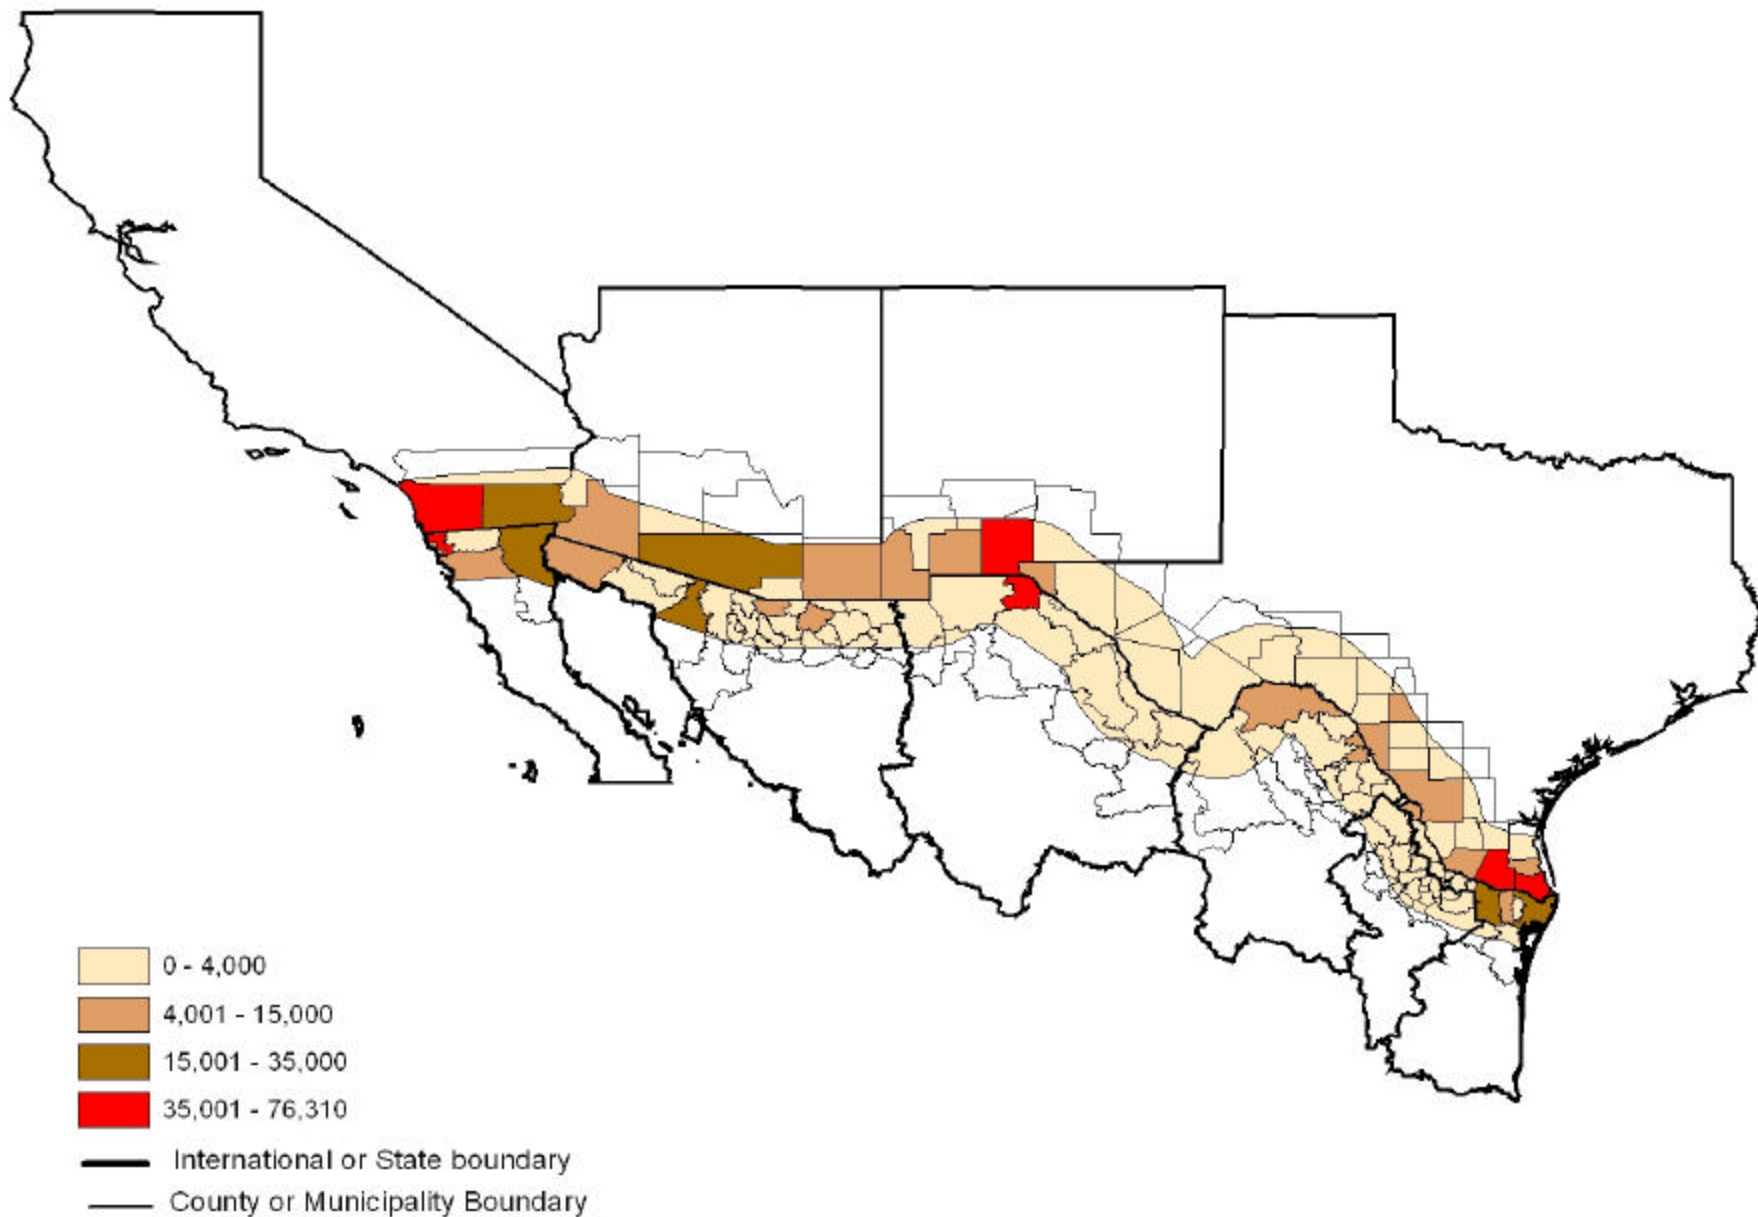 0 - 4,000
4,001 - 15,000
15,001 - 35,000
35,001 - 76,310
International or State boundary
County or Municipality Boundary